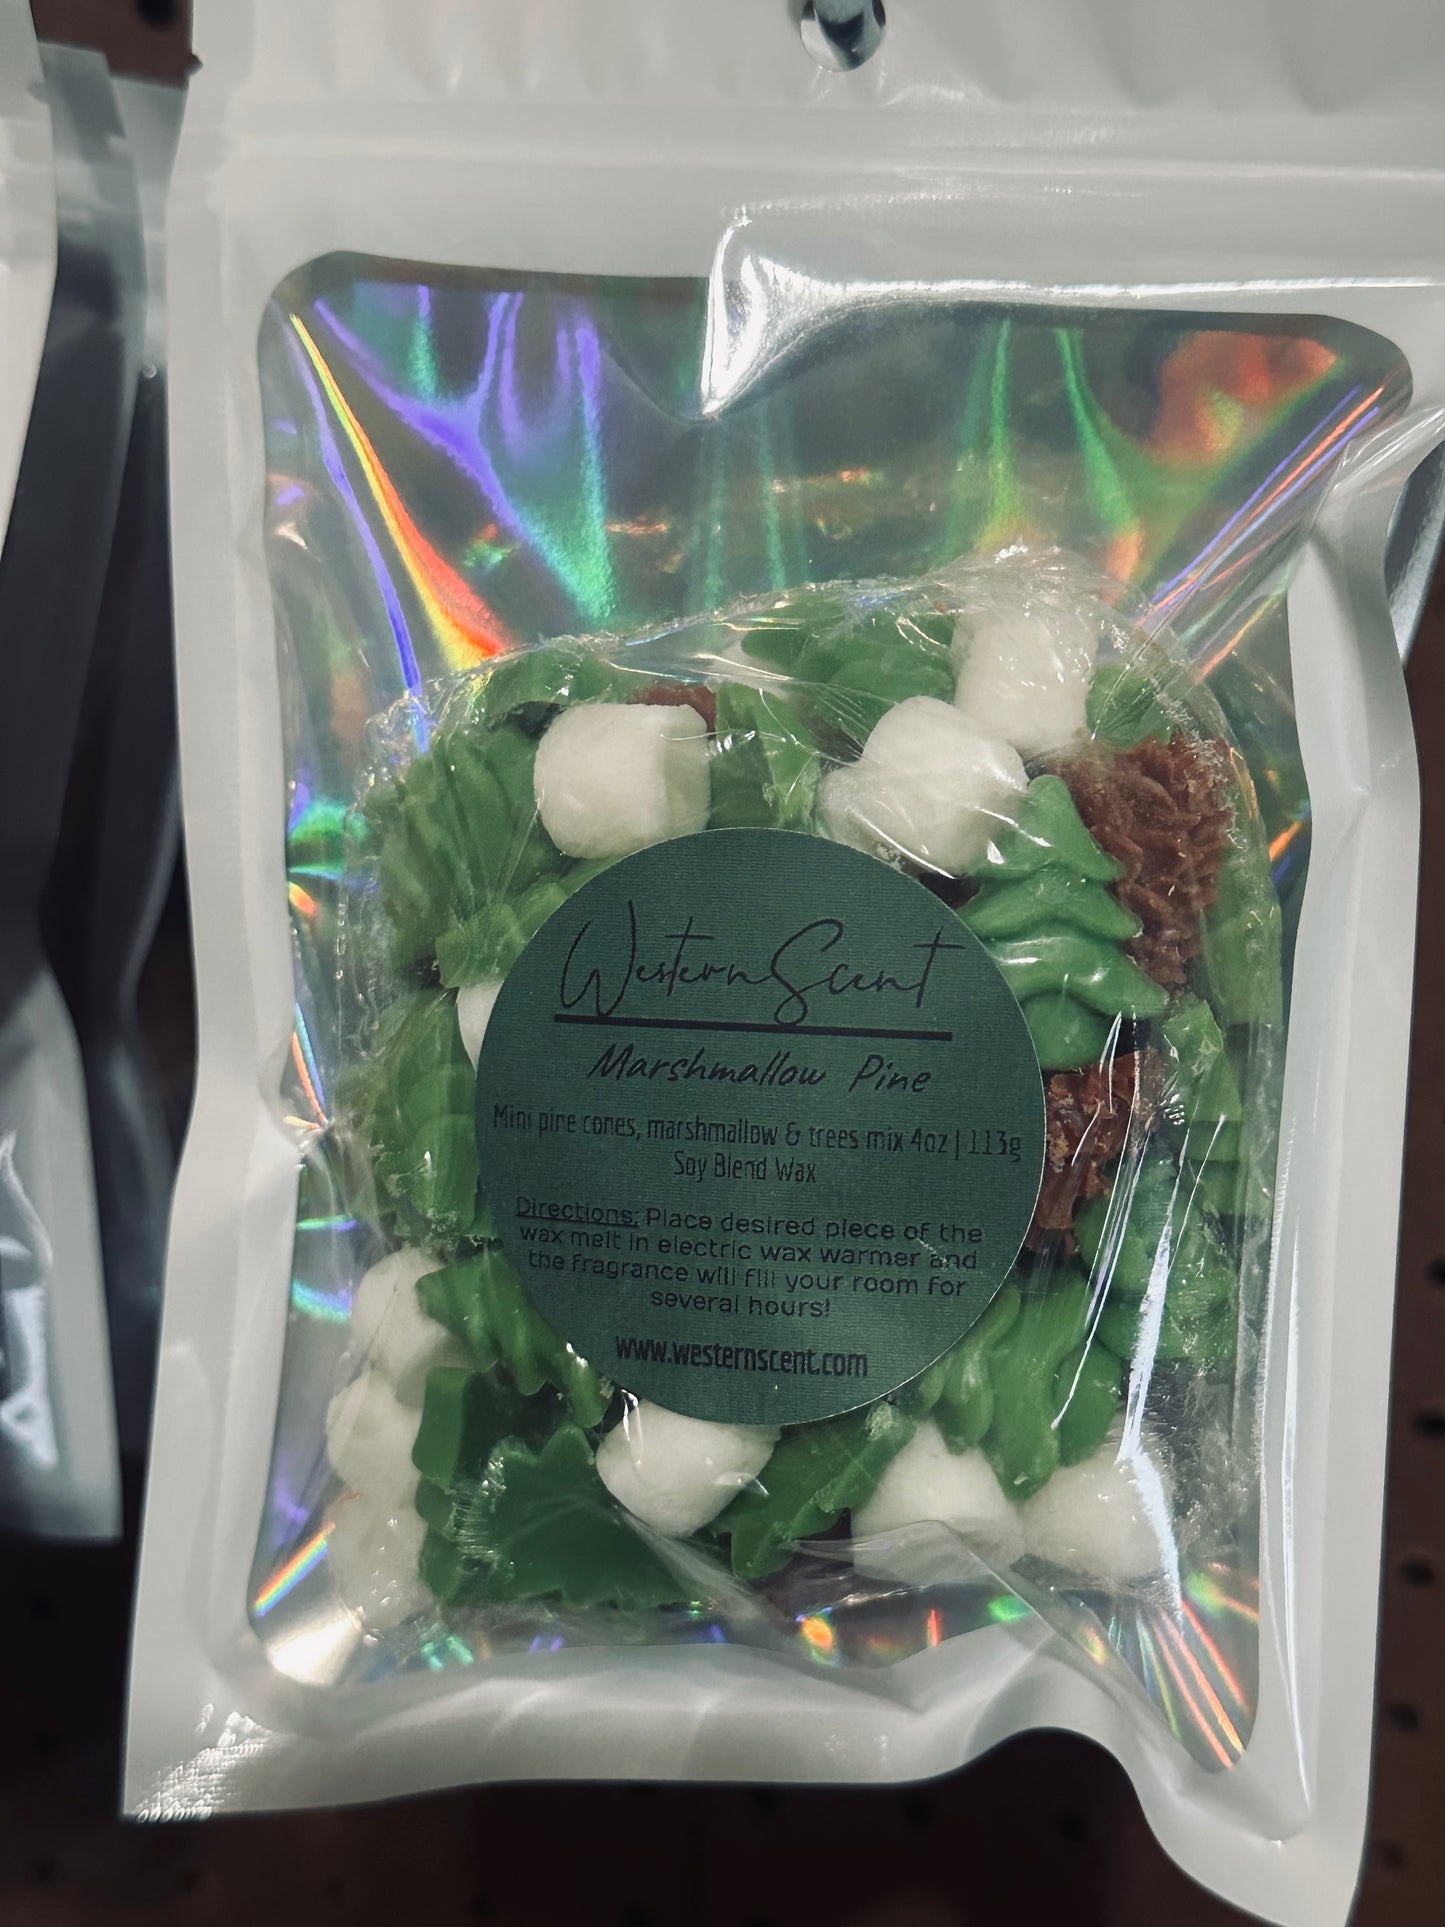 WesternScent
Marshmallow Pine
Mini pine cones, marshmallow & trees mix 4oz | 113g
Soy Blend Wax
Directions: Place desired piece of the
wax melt in electric wax warmer and
the fragrance will fill your room for
several hours!
www.westernscent.com